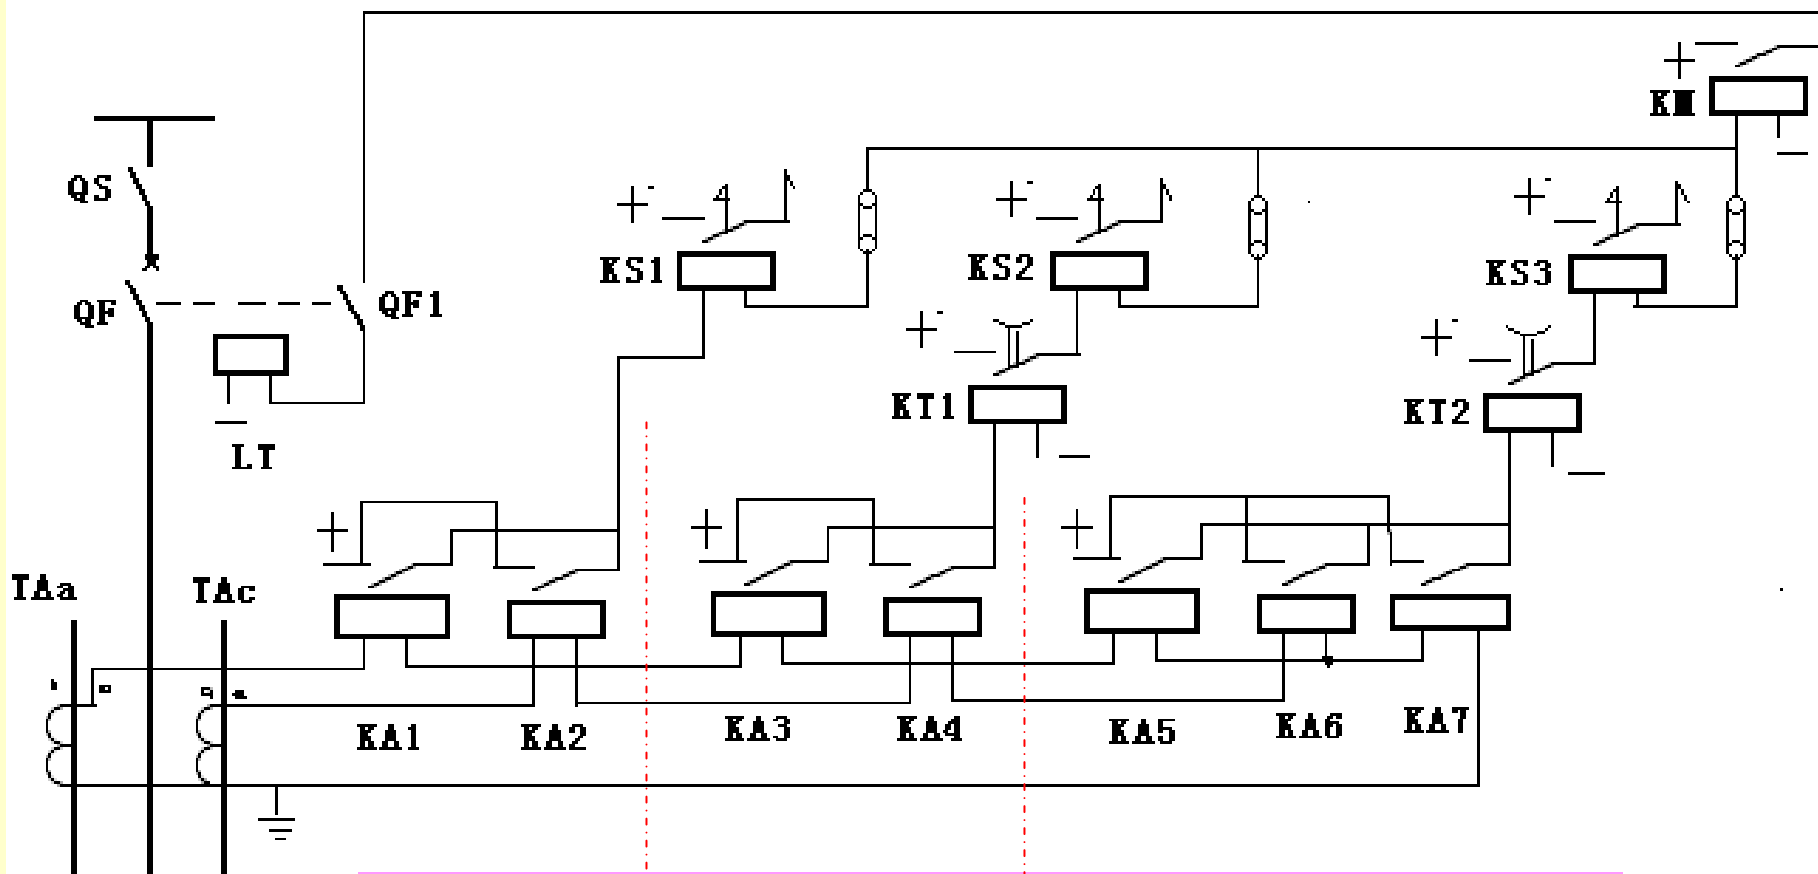 KM
QS
KS1
KS2
KS3
QF
QF1
KT1
KT2
LT
TAa
TAc
KA1
KA2
KA3
KA4
KA5
KA6
KA7